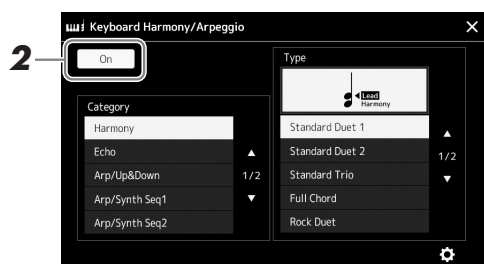 Keyboard Harmony/Arpeggio
2
On
Category
Harmony
Echo
Arp/Up&Down
Arp/Synth Seq1
Arp/Synth Seq2
1/2
Type
Lead
Harmony
Standard Duet 1
Standard Duet 2
Standard Trio
Full Chord
Rock Duet
1/2